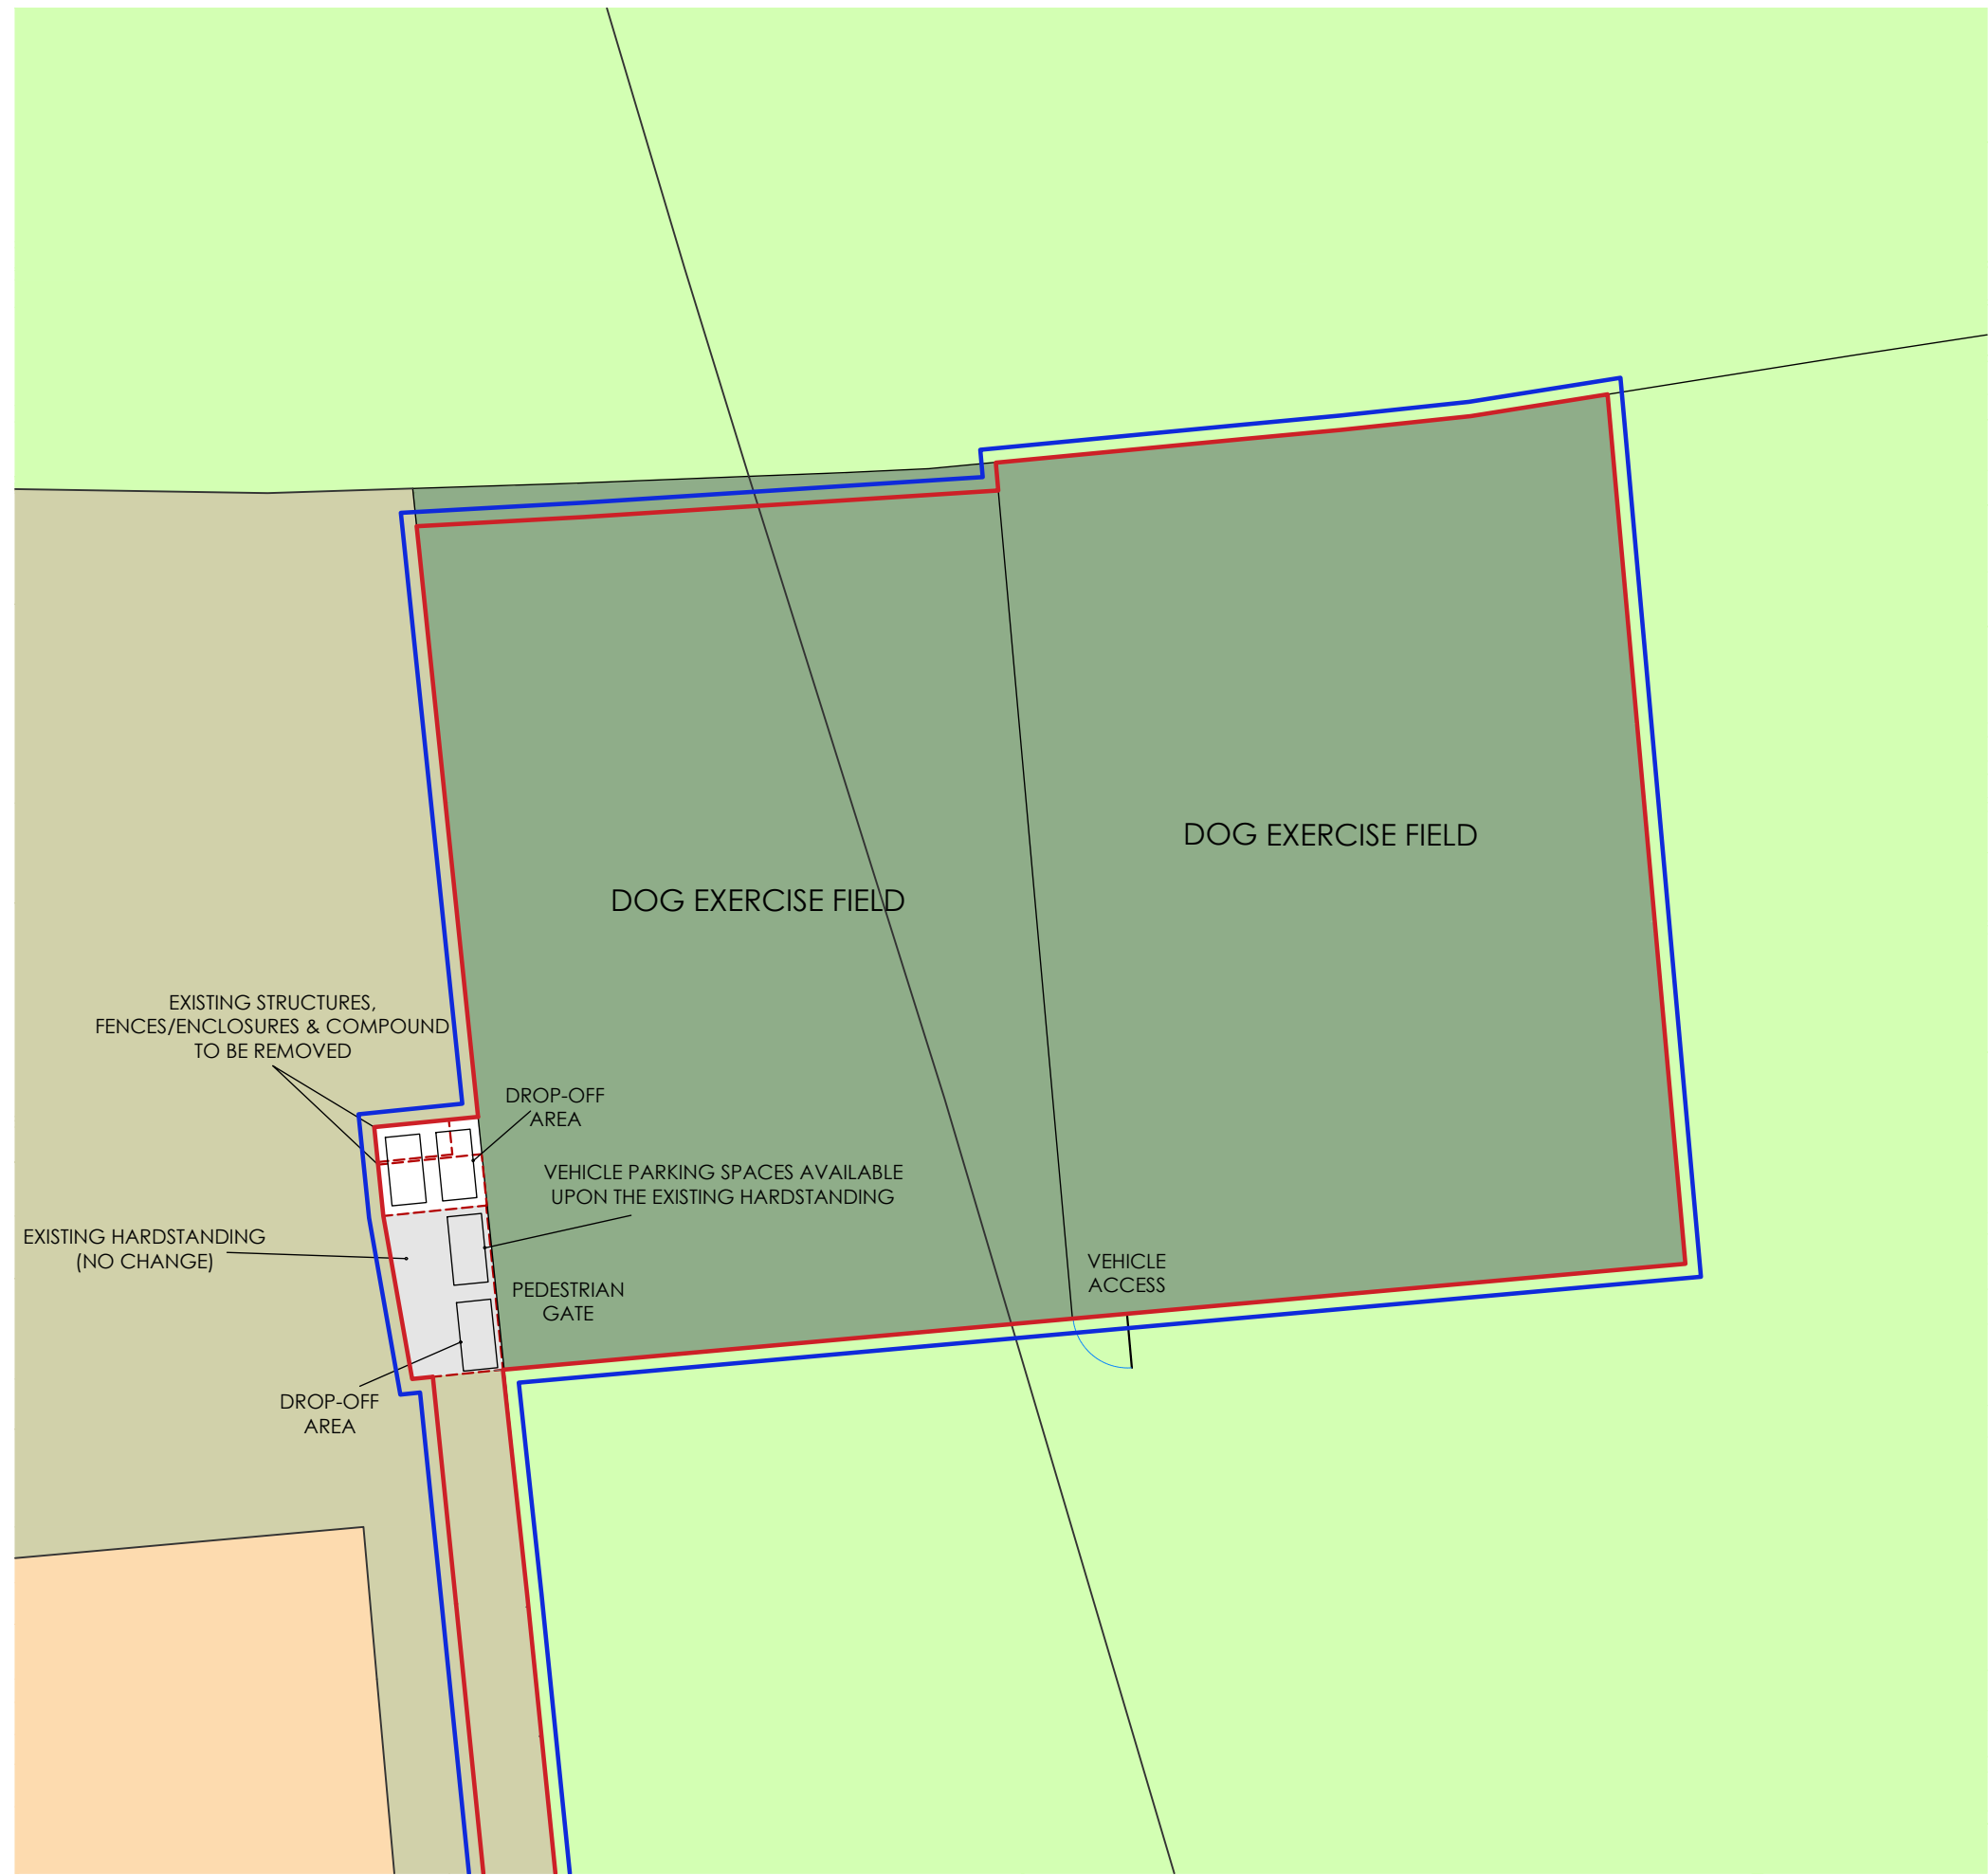 DOG EXERCISE FIELD
DOG EXERCISE FIELD
EXISTING STRUCTURES,
FENCES/ENCLOSURES & COMPOUND
TO BE REMOVED
DROP-OFF
AREA
VEHICLE PARKING SPACES AVAILABLE
UPON THE EXISTING HARDSTANDING
EXISTING HARDSTANDING
(NO CHANGE)
PEDESTRIAN
GATE
VEHICLE
ACCESS
DROP-OFF
AREA